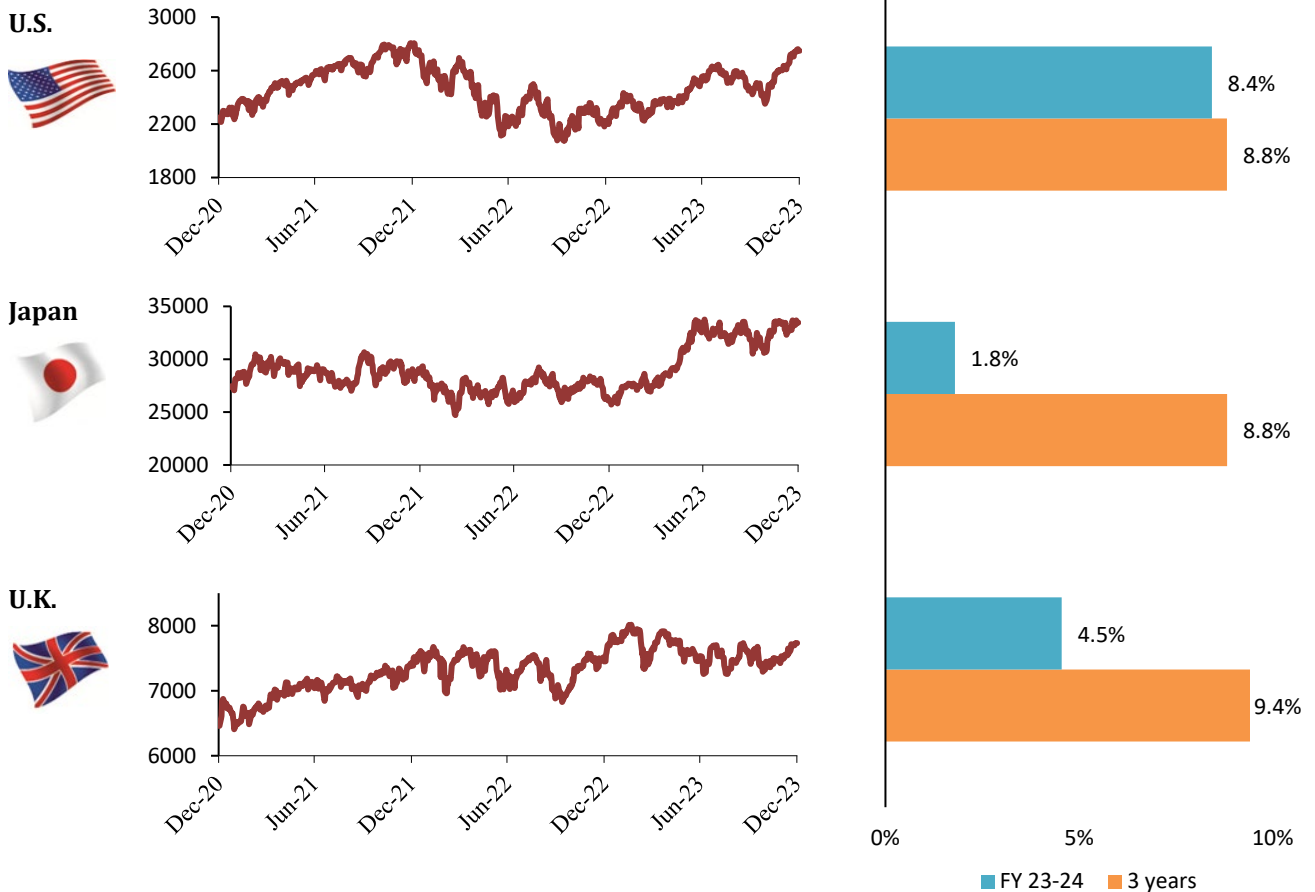 U.S.
3000
2600
2200
1800
Dec-20
Jun-21
Dec-21
Jun-22
Dec-22
Jun-23
Dec-23
8.4%
8.8%
Japan
35000
30000
25000
20000
Dec-20
Jun-21
Dec-21
Jun-22
Dec-22
Jun-23
Dec-23
1.8%
8.8%
U.K.
8000
7000
6000
Dec-20
Jun-21
Dec-21
Jun-22
Dec-22
Jun-23
Dec-23
4.5%
9.4%
0% 5% 10%
FY 23-24 3 years